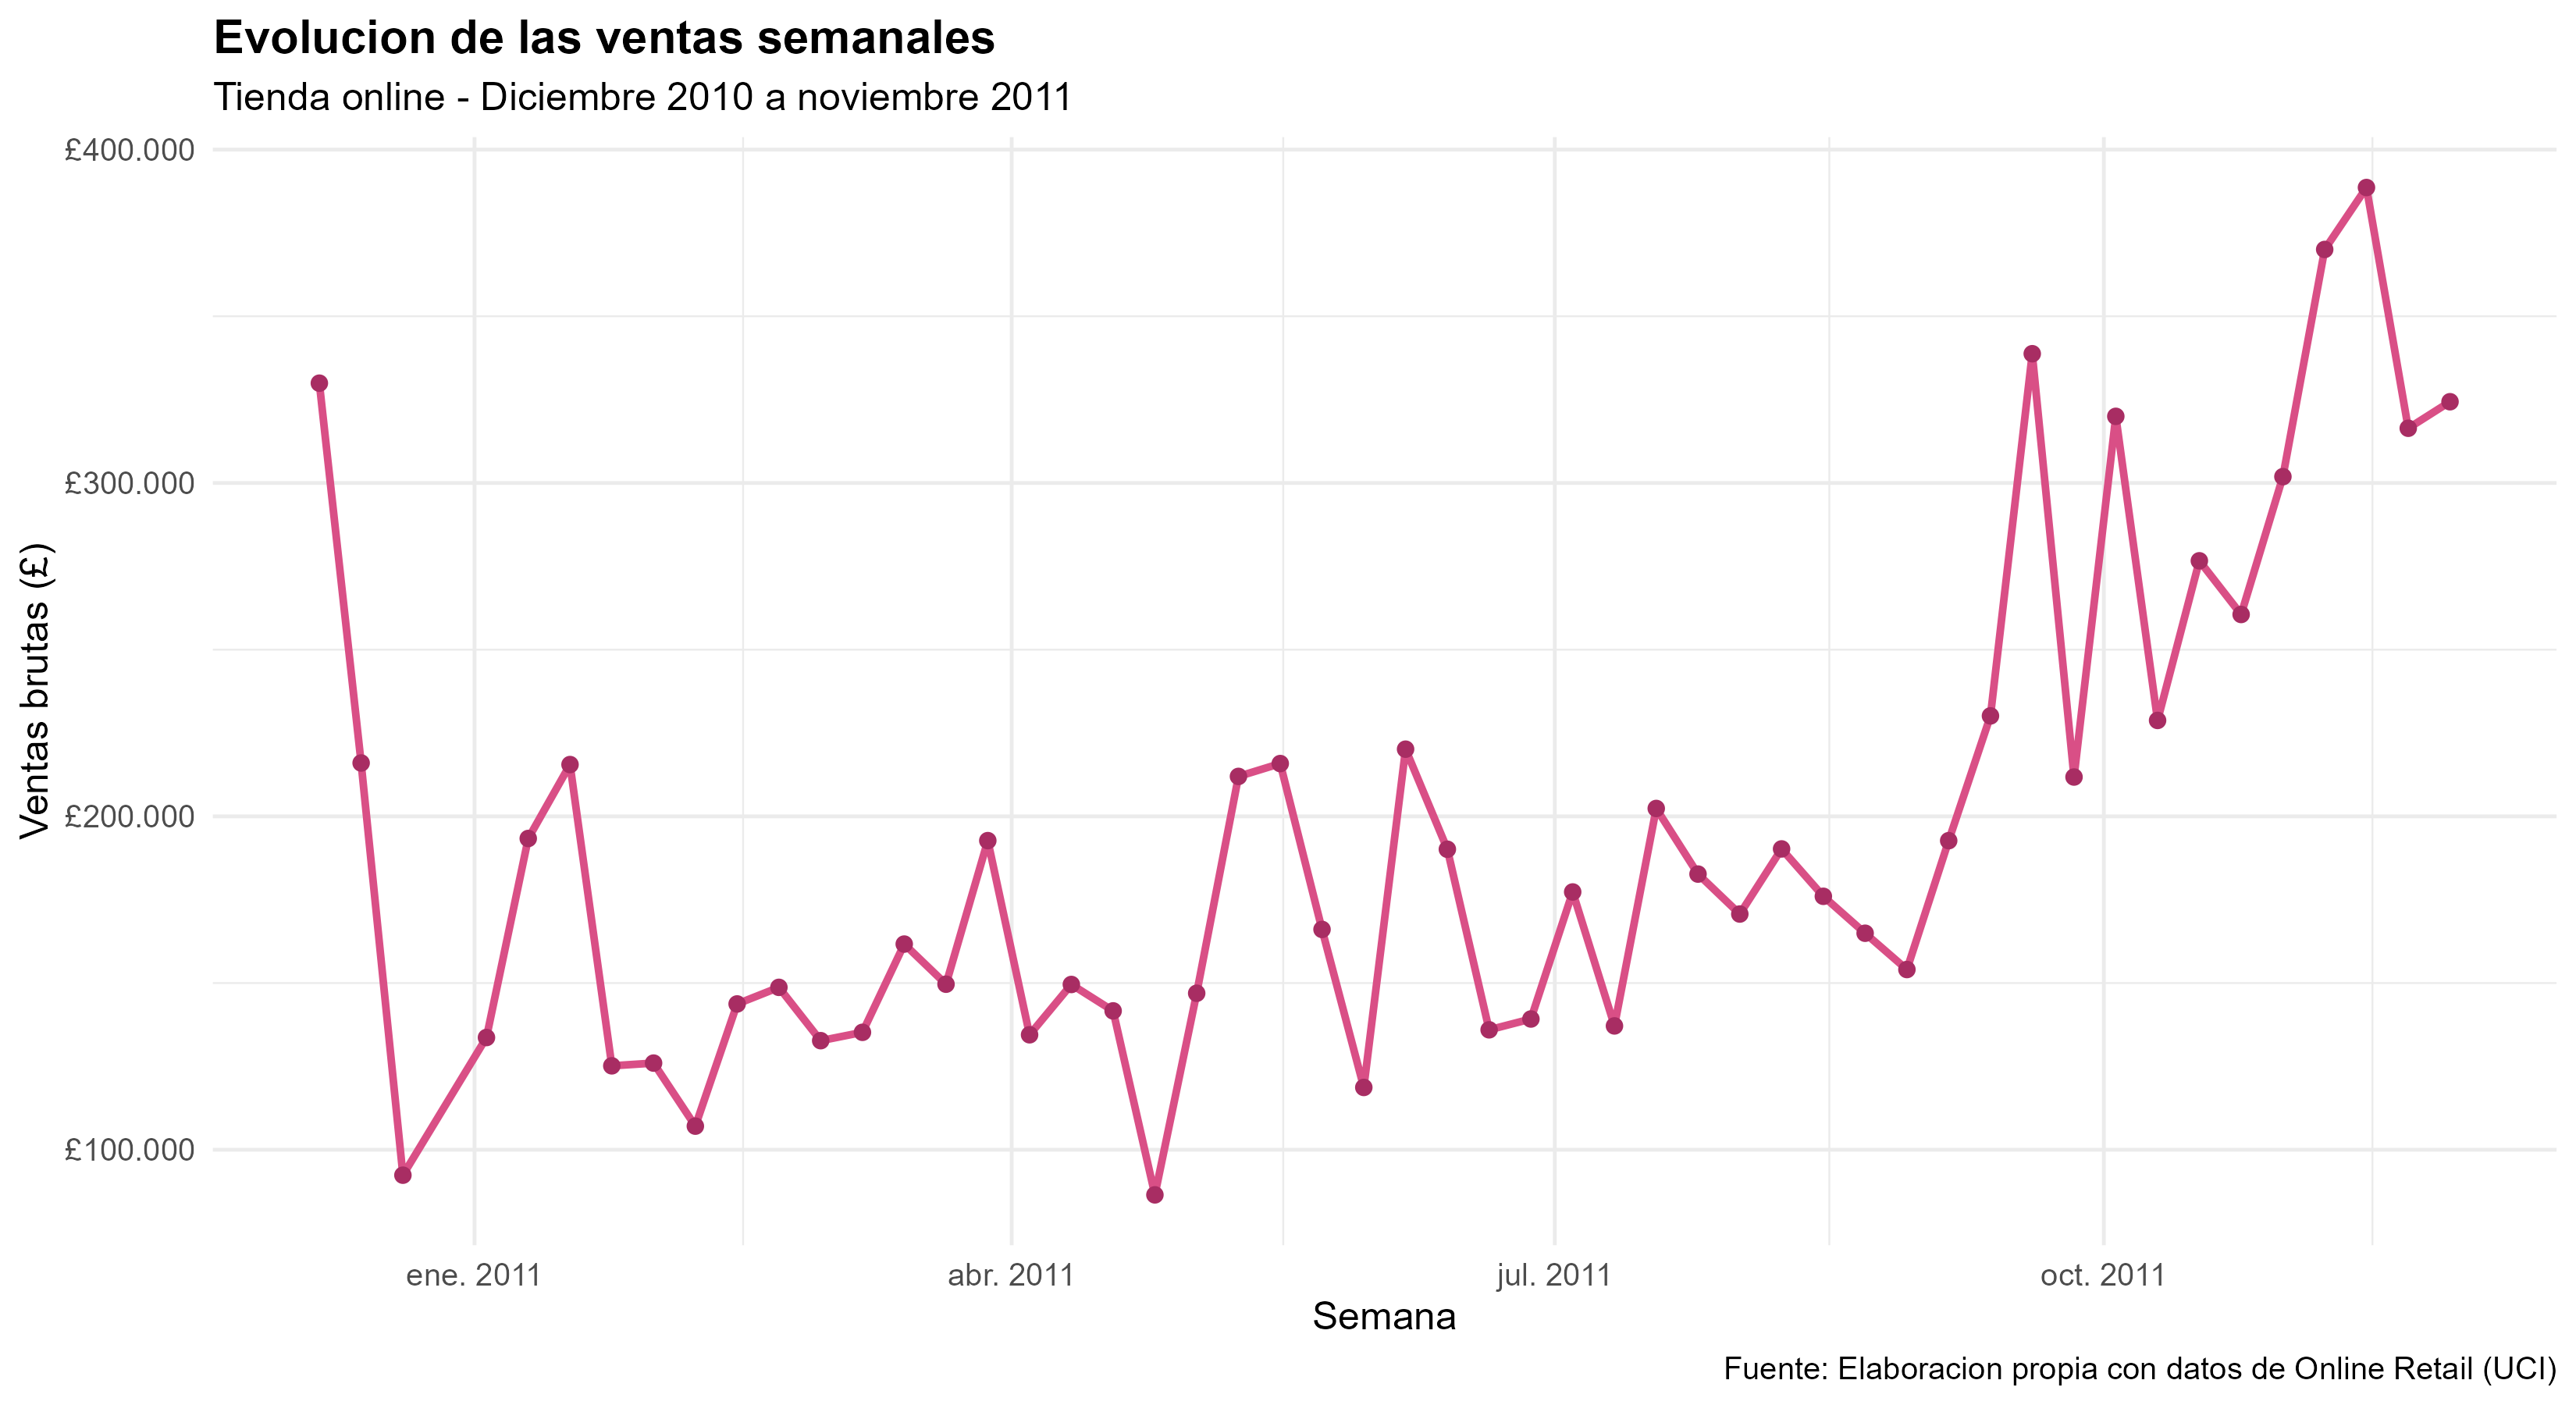 Evolucion de las ventas semanales
Tienda online - Diciembre 2010 a noviembre 2011
Ventas brutas (£)
£400.000
£300.000
£200.000
£100.000
ene. 2011
abr. 2011
jul. 2011
oct. 2011
Semana
Fuente: Elaboracion propia con datos de Online Retail (UCI)